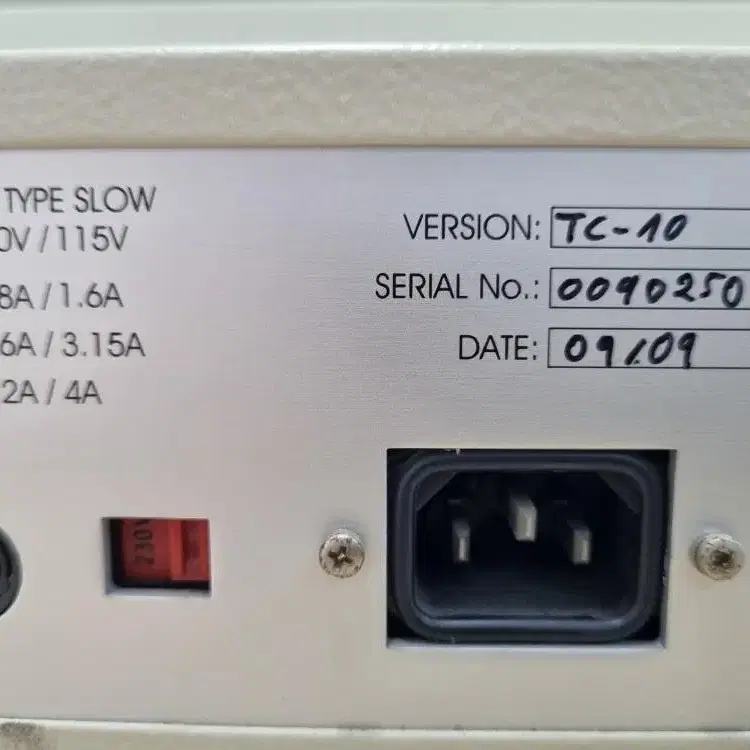 TYPE SLOW
0V / 115V
8A / 1.6A
6A / 3.15A
2A / 4A
VERSION: TC-10
SERIAL No.: 0090250
DATE: 09/09
230V